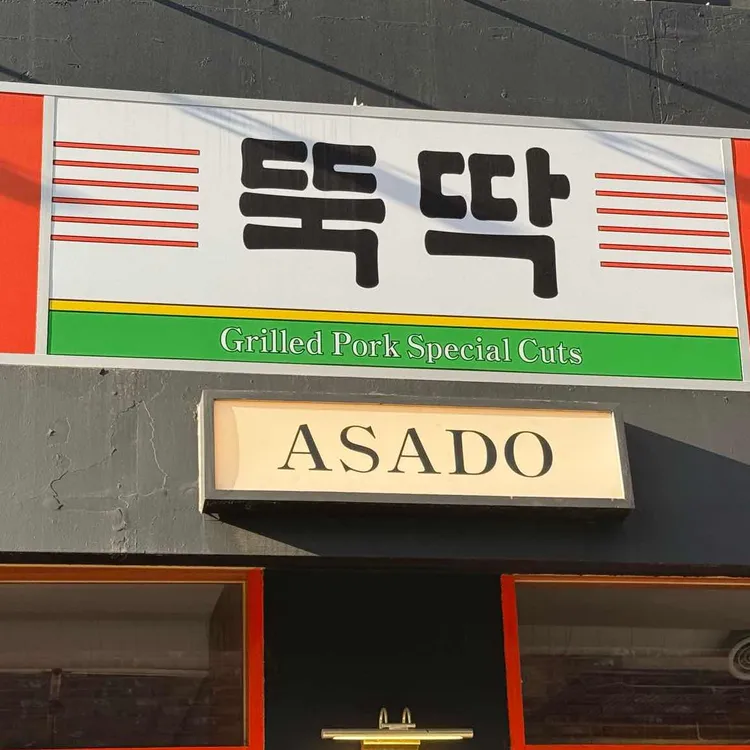 뚝딱
Grilled Pork Special Cuts
ASADO